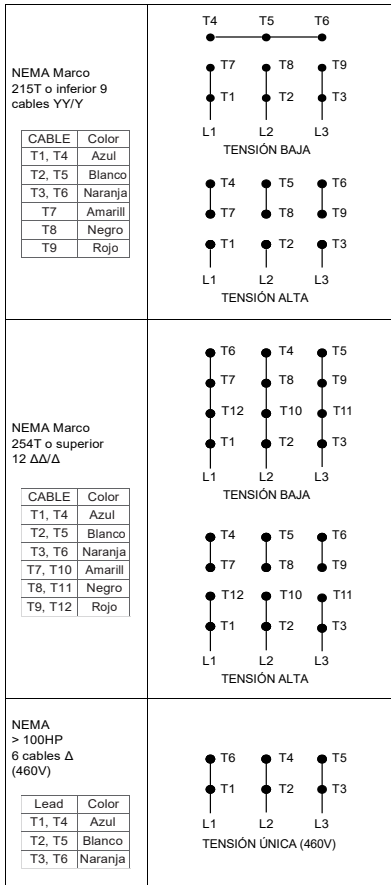 NEMA Marco
215T o inferior 9
cables YY/Y
CABLE Color
T1, T4 Azul
T2, T5 Blanco
T3, T6 Naranja
T7 Amarill
T8 Negro
T9 Rojo
T4 T5 T6
T7 T8 T9
T1 T2 T3
L1 L2 L3
TENSIÓN BAJA
T4 T5 T6
T7 T8 T9
T1 T2 T3
L1 L2 L3
TENSIÓN ALTA
NEMA Marco
254T o superior
12 ΔΔ/Δ
CABLE Color
T1, T4 Azul
T2, T5 Blanco
T3, T6 Naranja
T7, T10 Amarill
T8, T11 Negro
T9, T12 Rojo
T6 T4 T5
T7 T8 T9
T12 T10 T11
T1 T2 T3
L1 L2 L3
TENSIÓN BAJA
T4 T5 T6
T7 T8 T9
T12 T10 T11
T1 T2 T3
L1 L2 L3
TENSIÓN ALTA
NEMA
> 100HP
6 cables Δ
(460V)
Lead Color
T1, T4 Azul
T2, T5 Blanco
T3, T6 Naranja
T6 T4 T5
T1 T2 T3
L1 L2 L3
TENSIÓN ÚNICA (460V)